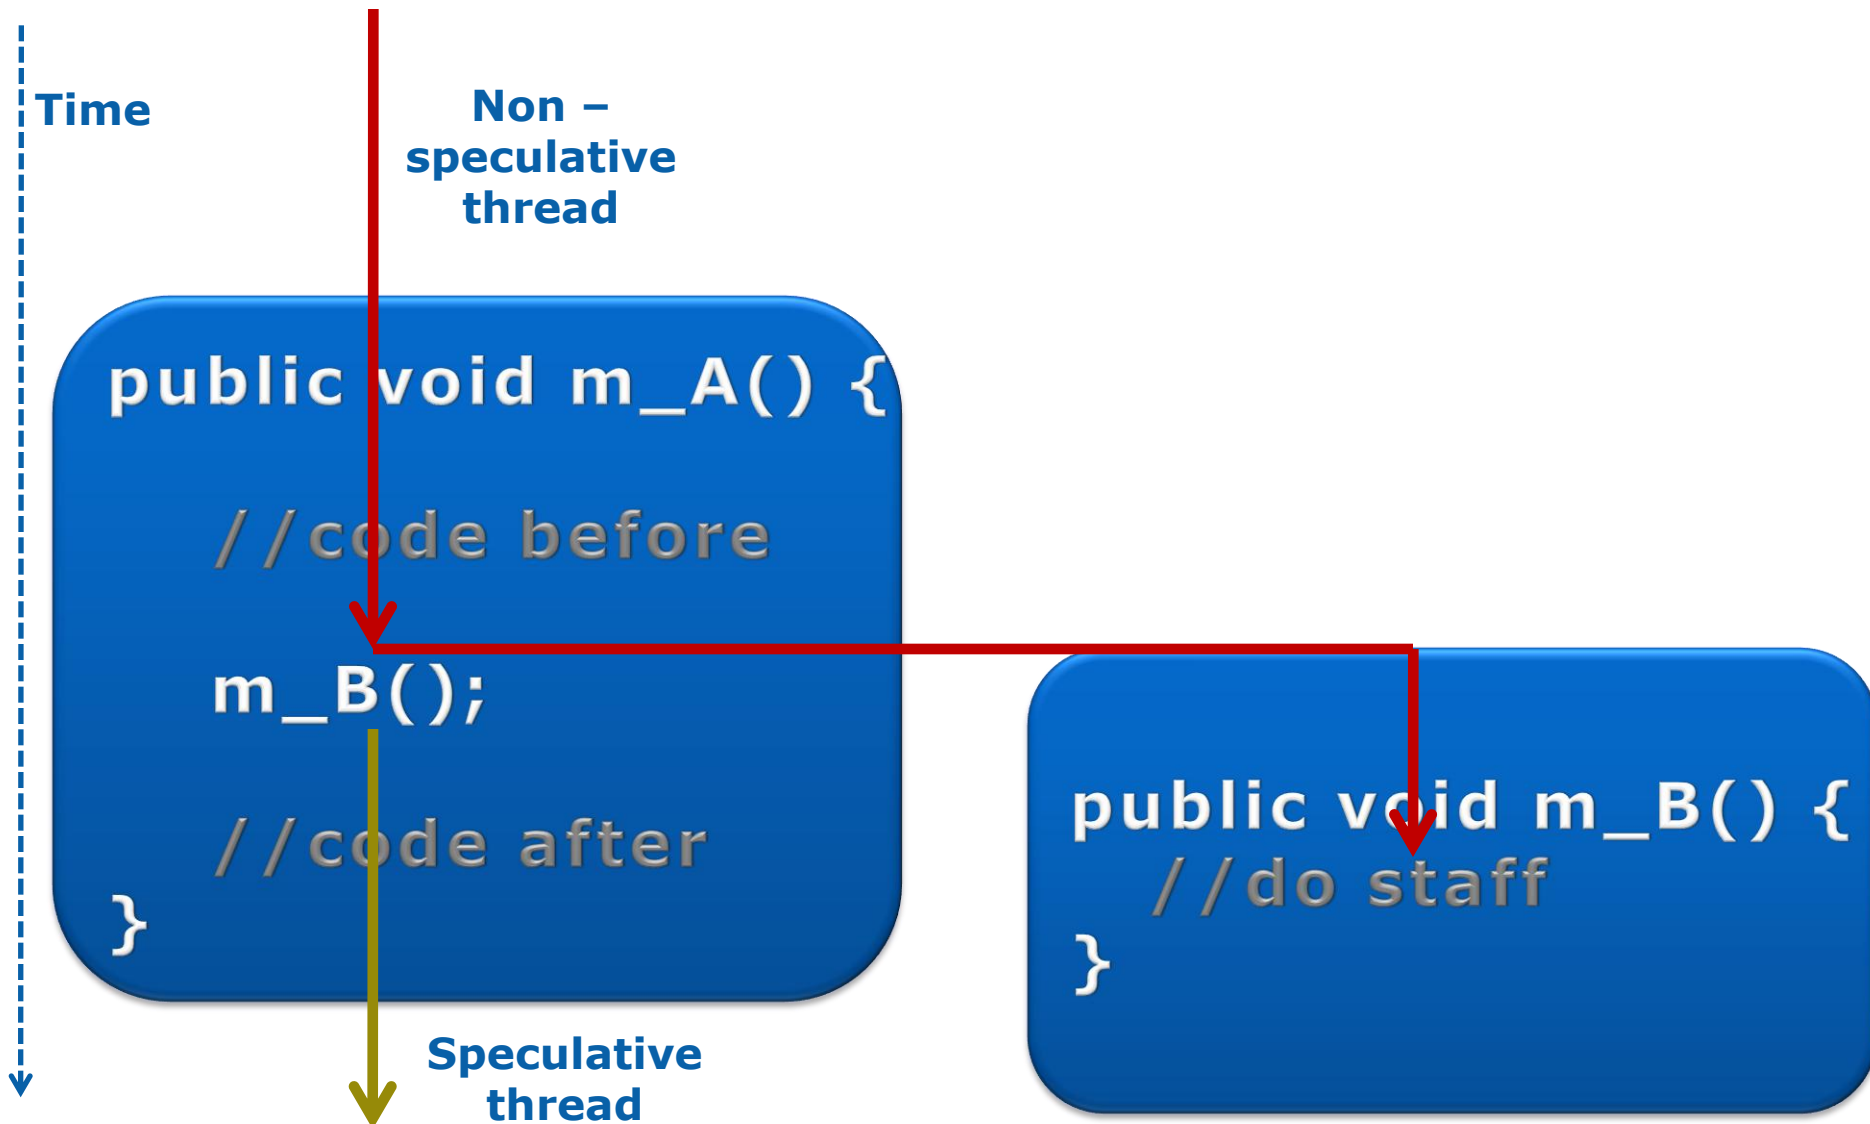 Time
Non –
speculative
thread
public void m_A() {
//code before
m_B();
//code after
}
Speculative
thread
public void m_B() {
//do staff
}